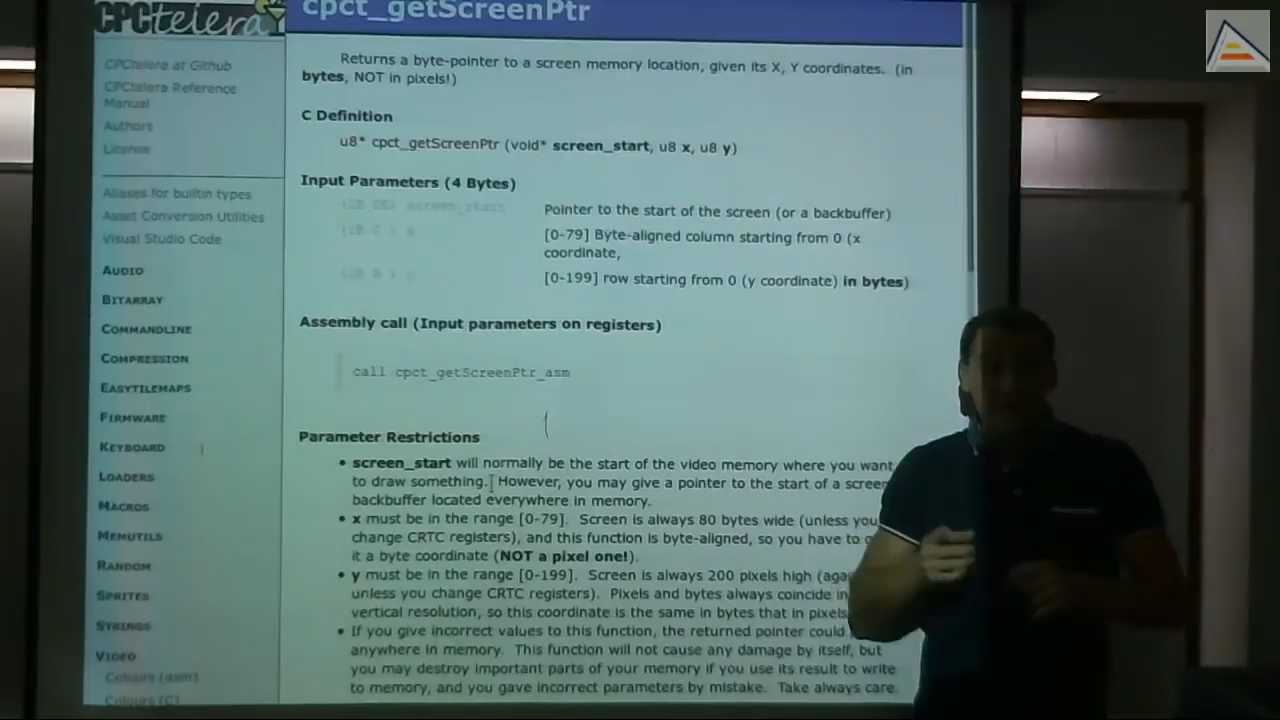 CPCtelera
cpct_getScreenPtr
CPCtelera at Github
CPCtelera Reference
Manual
Authors
License
Aliases for builtin types
Asset Conversion Utilities
Visual Studio Code
AUDIO
BITARRAY
COMMANDLINE
COMPRESSION
EASYTILEMAPS
FIRMWARE
KEYBOARD
LOADERS
MACROS
MEMUTILS
RANDOM
SPRITES
STRINGS
VIDEO
Colours (asm)
Colours (C)
Returns a byte-pointer to a screen memory location, given its X, Y coordinates. (in
bytes, NOT in pixels!)
C Definition
u8* cpct_getScreenPtr (void* screen_start, u8 x, u8 y)
Input Parameters (4 Bytes)
(2B DE) screen_start Pointer to the start of the screen (or a backbuffer)
(1B C ) x [0-79] Byte-aligned column starting from 0 (x
coordinate,
(1B B ) y [0-199] row starting from 0 (y coordinate) in bytes)
Assembly call (Input parameters on registers)
call cpct_getScreenPtr_asm
Parameter Restrictions
• screen_start will normally be the start of the video memory where you want
to draw something. However, you may give a pointer to the start of a screen
backbuffer located everywhere in memory.
• x must be in the range [0-79]. Screen is always 80 bytes wide (unless you
change CRTC registers), and this function is byte-aligned, so you have to
it a byte coordinate (NOT a pixel one!).
• y must be in the range [0-199]. Screen is always 200 pixels high (aga
unless you change CRTC registers). Pixels and bytes always coincide in
vertical resolution, so this coordinate is the same in bytes that in pixels
• If you give incorrect values to this function, the returned pointer could
anywhere in memory. This function will not cause any damage by itself, but
you may destroy important parts of your memory if you use its result to write
to memory, and you gave incorrect parameters by mistake. Take always care.